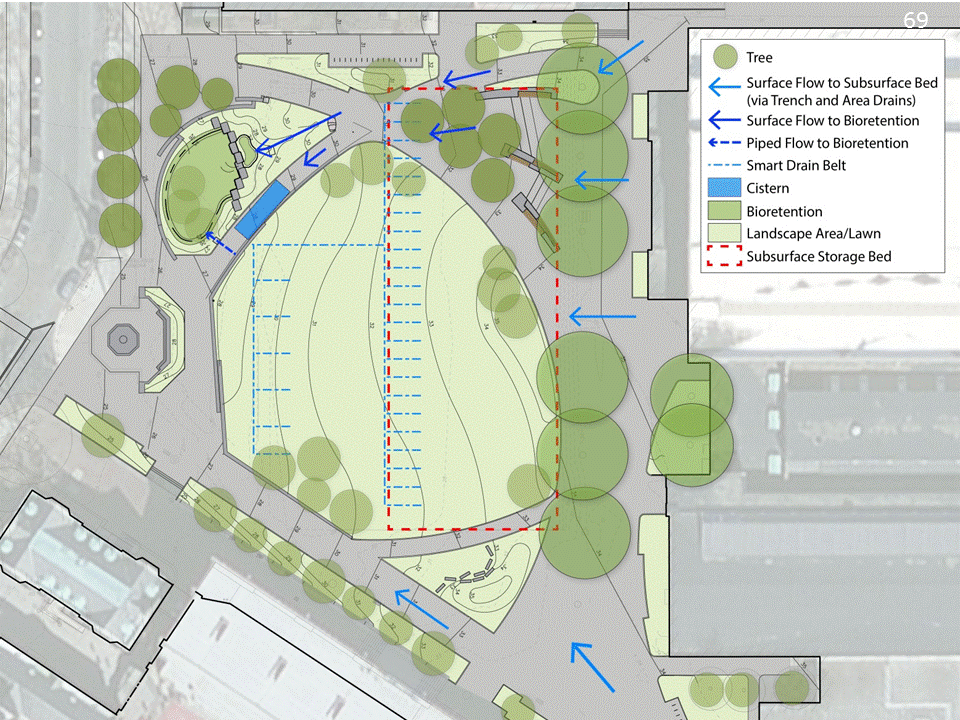 69
Tree
Surface Flow to Subsurface Bed
(via Trench and Area Drains)
Surface Flow to Bioretention
Piped Flow to Bioretention
Smart Drain Belt
Cistern
Bioretention
Landscape Area/Lawn
Subsurface Storage Bed